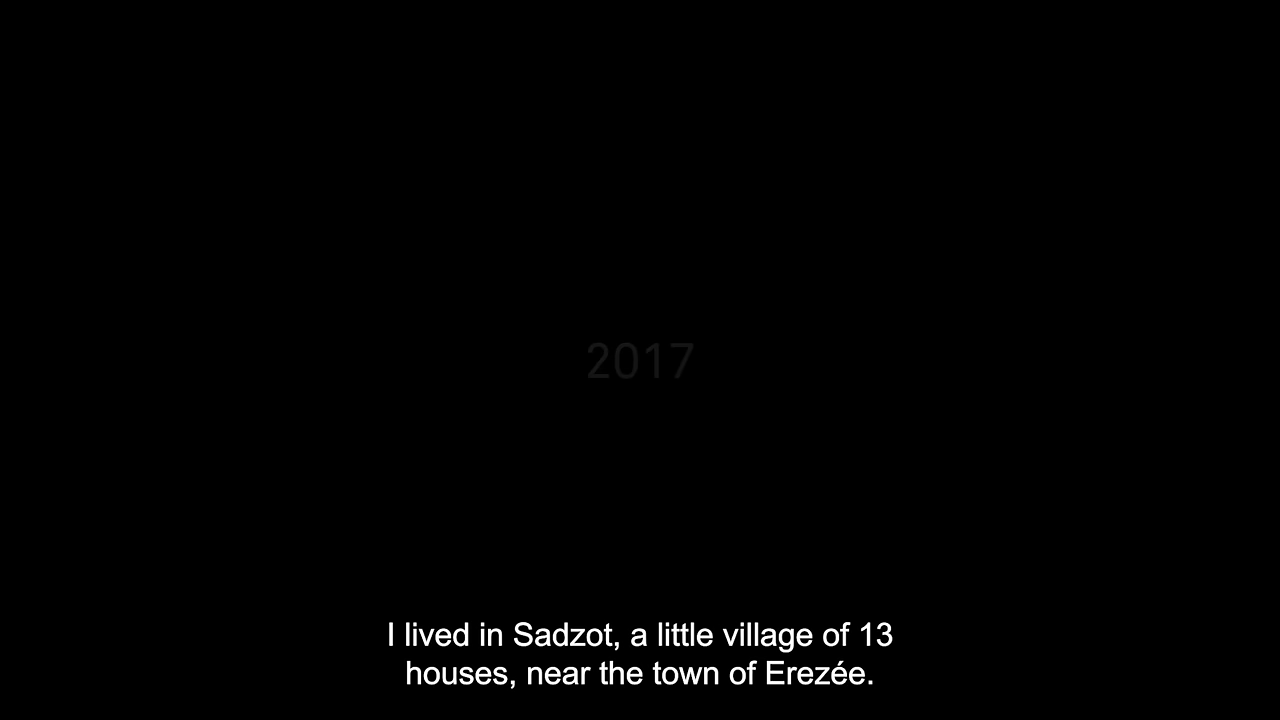 2017
I lived in Sadzot, a little village of 13
houses, near the town of Erezée.